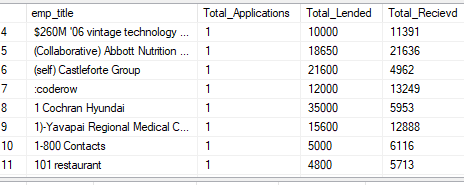 emp_title Total_Applications Total_Lended Total_Recievd
4 $260M '06 vintage technology ... 1 10000 11391
5 (Collaborative) Abbott Nutrition ... 1 18650 21636
6 (self) Castleforte Group 1 21600 4962
7 :coderow 1 12000 13249
8 1 Cochran Hyundai 1 35000 5953
9 1)-Yavapai Regional Medical C... 1 15600 12888
10 1-800 Contacts 1 5000 6116
11 101 restaurant 1 4800 5713